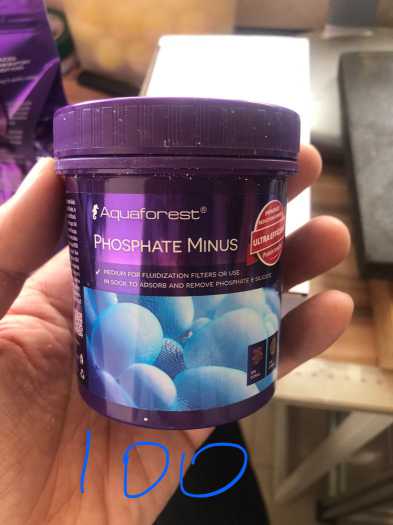 Aquaforest®
PHOSPHATE MINUS
ULTRA EFFICIENT
✓ MEDIUM FOR FLUIDIZATION FILTERS OR USE
IN SOCK TO ADSORB AND REMOVE PHOSPHATE & SILICATE
100